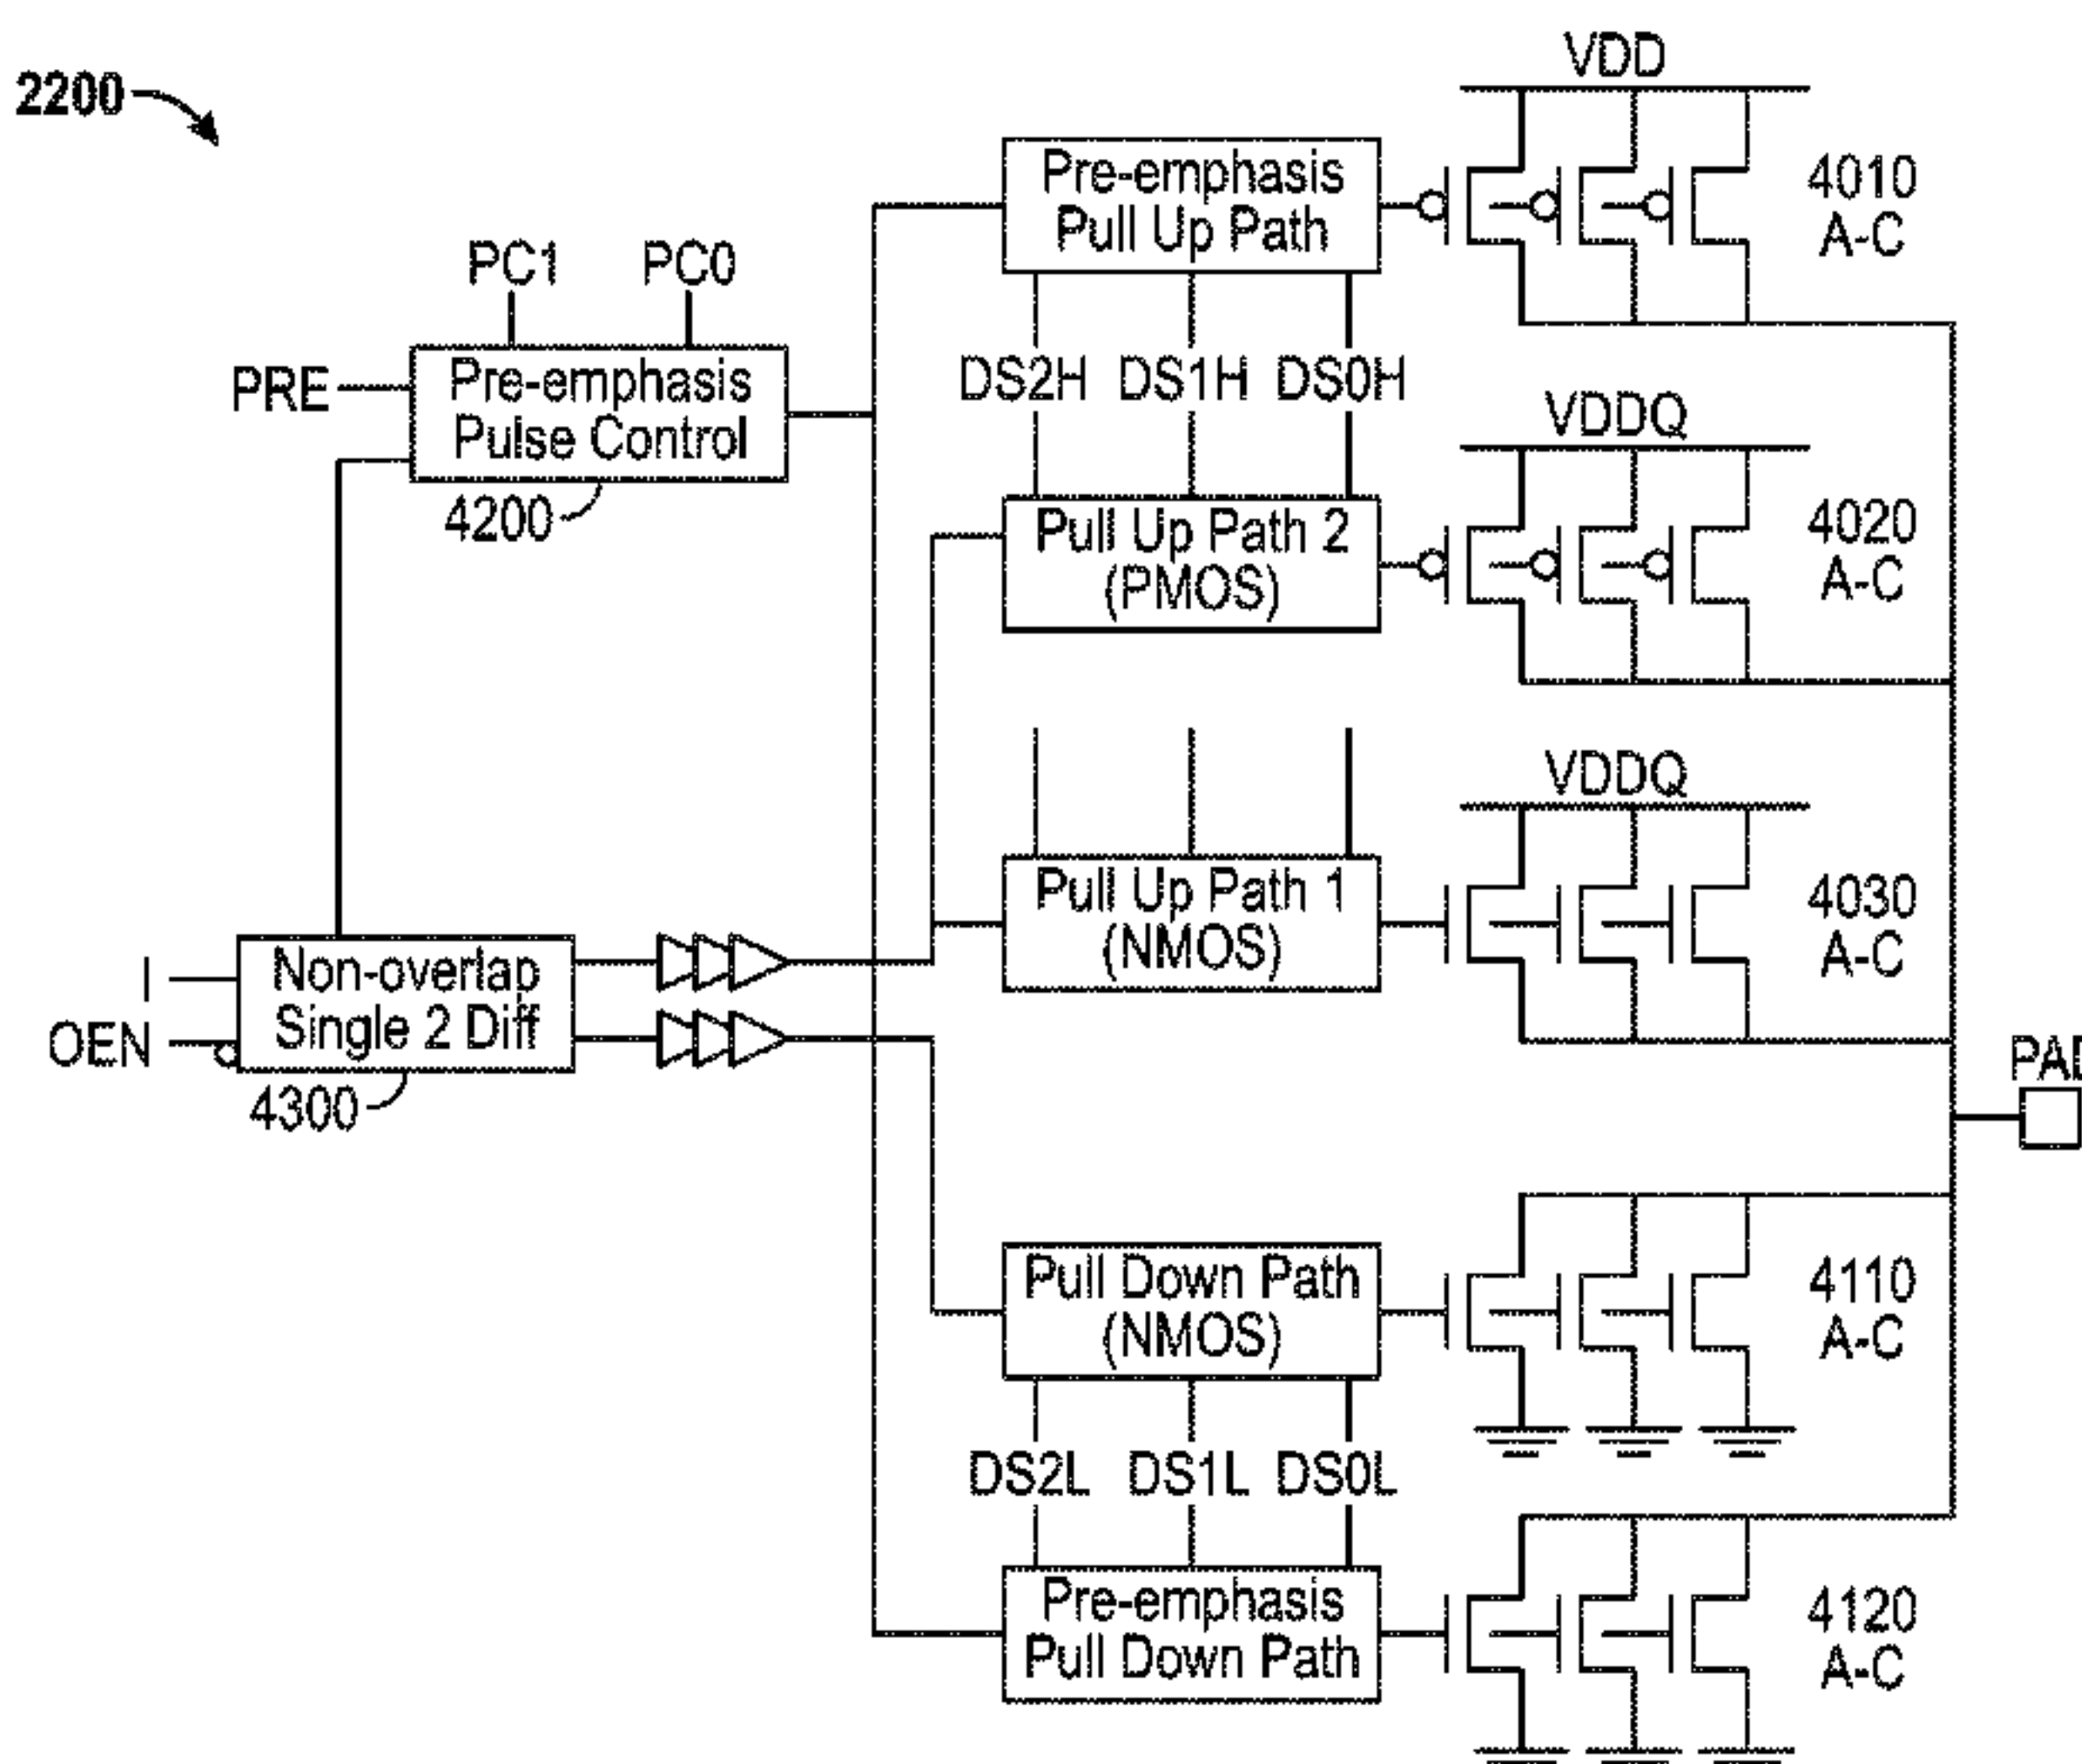 2200
VDD
Pre-emphasis
Pull Up Path
4010
A-C
PC1 PC0
PRE
Pre-emphasis
Pulse Control
4200
DS2H DS1H DS0H
VDDQ
Pull Up Path 2
(PMOS)
4020
A-C
VDDQ
Pull Up Path 1
(NMOS)
4030
A-C
I
OEN
Non-overlap
Single 2 Diff
4300
PAD
Pull Down Path
(NMOS)
4110
A-C
DS2L DS1L DS0L
Pre-emphasis
Pull Down Path
4120
A-C